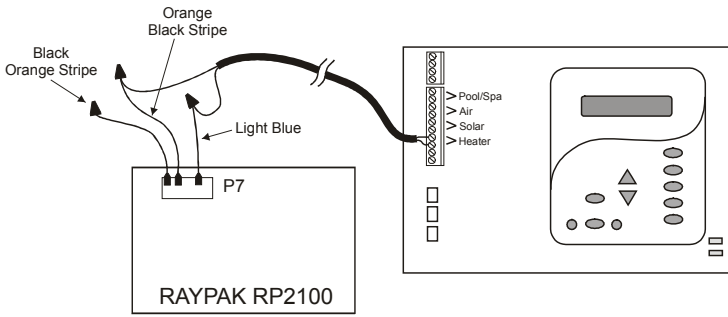 Orange
Black Stripe
Black
Orange Stripe
Light Blue
P7
RAYPAK RP2100
>Pool/Spa
>Air
>Solar
>Heater